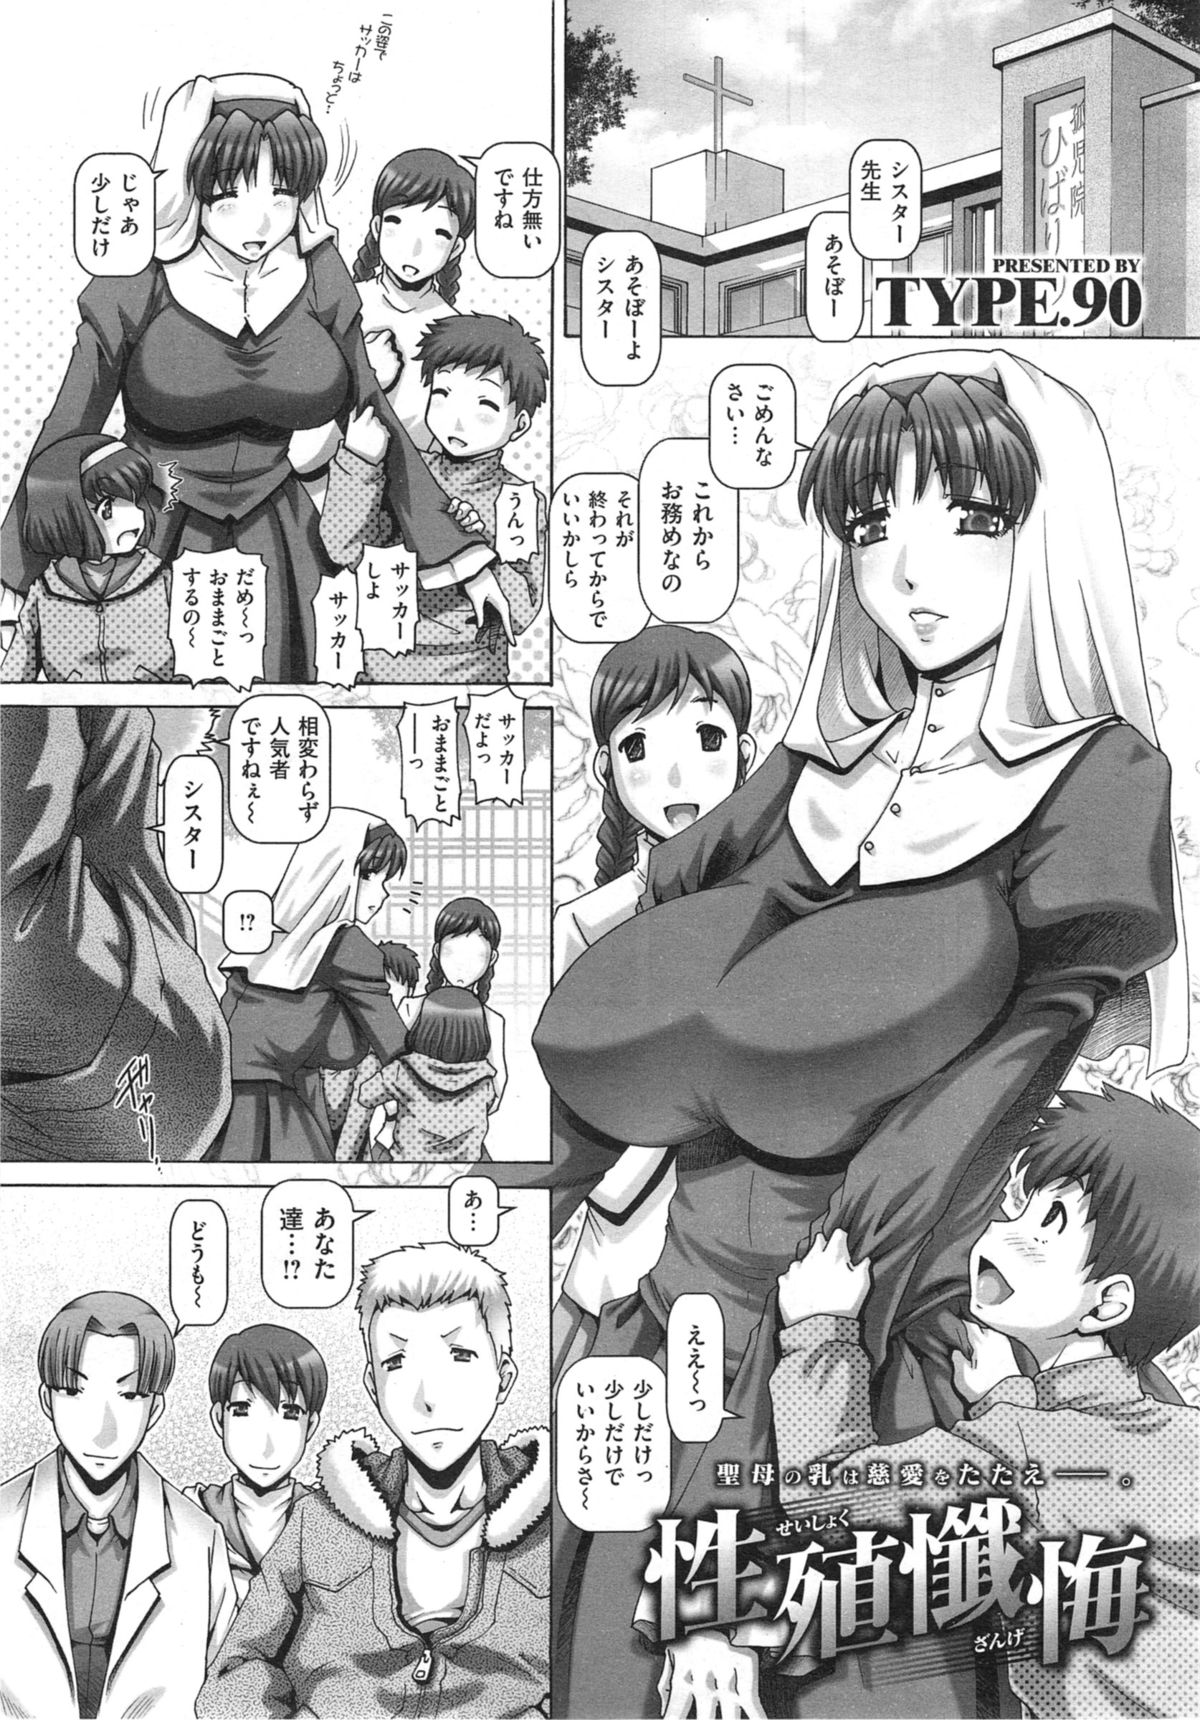 孤児院
ひばり
シスター
先生
あそぼー
あそぼーよ
シスター
PRESENTED BY
TYPE.90
ごめんな
さい…
これから
お務めなの
それが
終わってからで
いいかしら
ええ〜っ
少しだけっ
少しだけで
いいからさ〜
聖母の乳は慈愛をたたえ――。
せいしょく
性殖懺悔
ざんげ
仕方無い
ですね
この姿で
サッカーは
ちょっと…
じゃあ
少しだけ
うんっ
サッカー
しよ
サッカー
だめ〜っ
おままごと
するの〜
サッカー
だよっ
おままごと
――っ
相変わらず
人気者
ですねぇ〜
シスター
!?
チャリ
あ…
あなた
達…!?
どうも〜